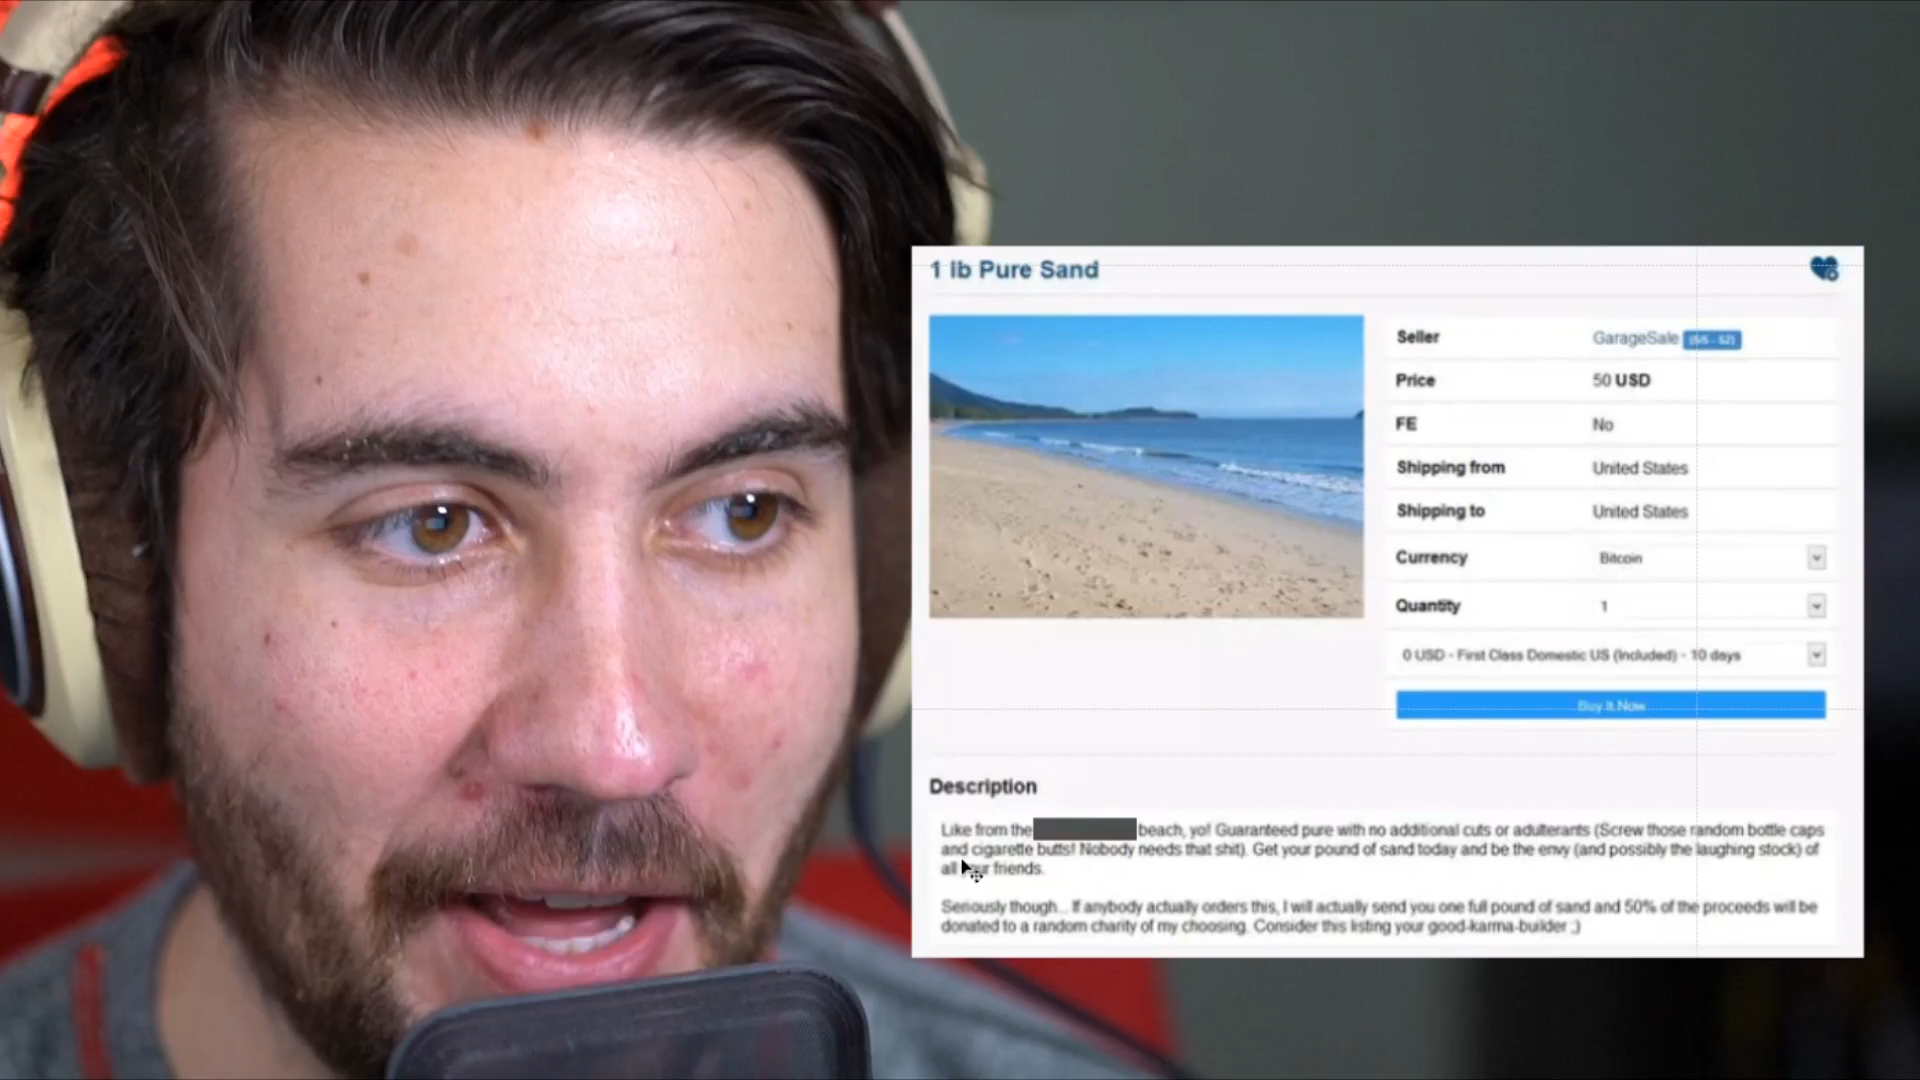 1 lb Pure Sand
Seller GarageSale
Price 50 USD
FE No
Shipping from United States
Shipping to United States
Currency Bitcoin
Quantity 1
0 USD - First Class Domestic US (Included) - 10 days
Buy It Now
Description
Like from the beach, yo! Guaranteed pure with no additional cuts or adulterants (Screw those random bottle caps
and cigarette butts! Nobody needs that shit). Get your pound of sand today and be the envy (and possibly the laughing stock) of
all your friends.
Seriously though... If anybody actually orders this, I will actually send you one full pound of sand and 50% of the proceeds will be
donated to a random charity of my choosing. Consider this listing your good-karma-builder ;)